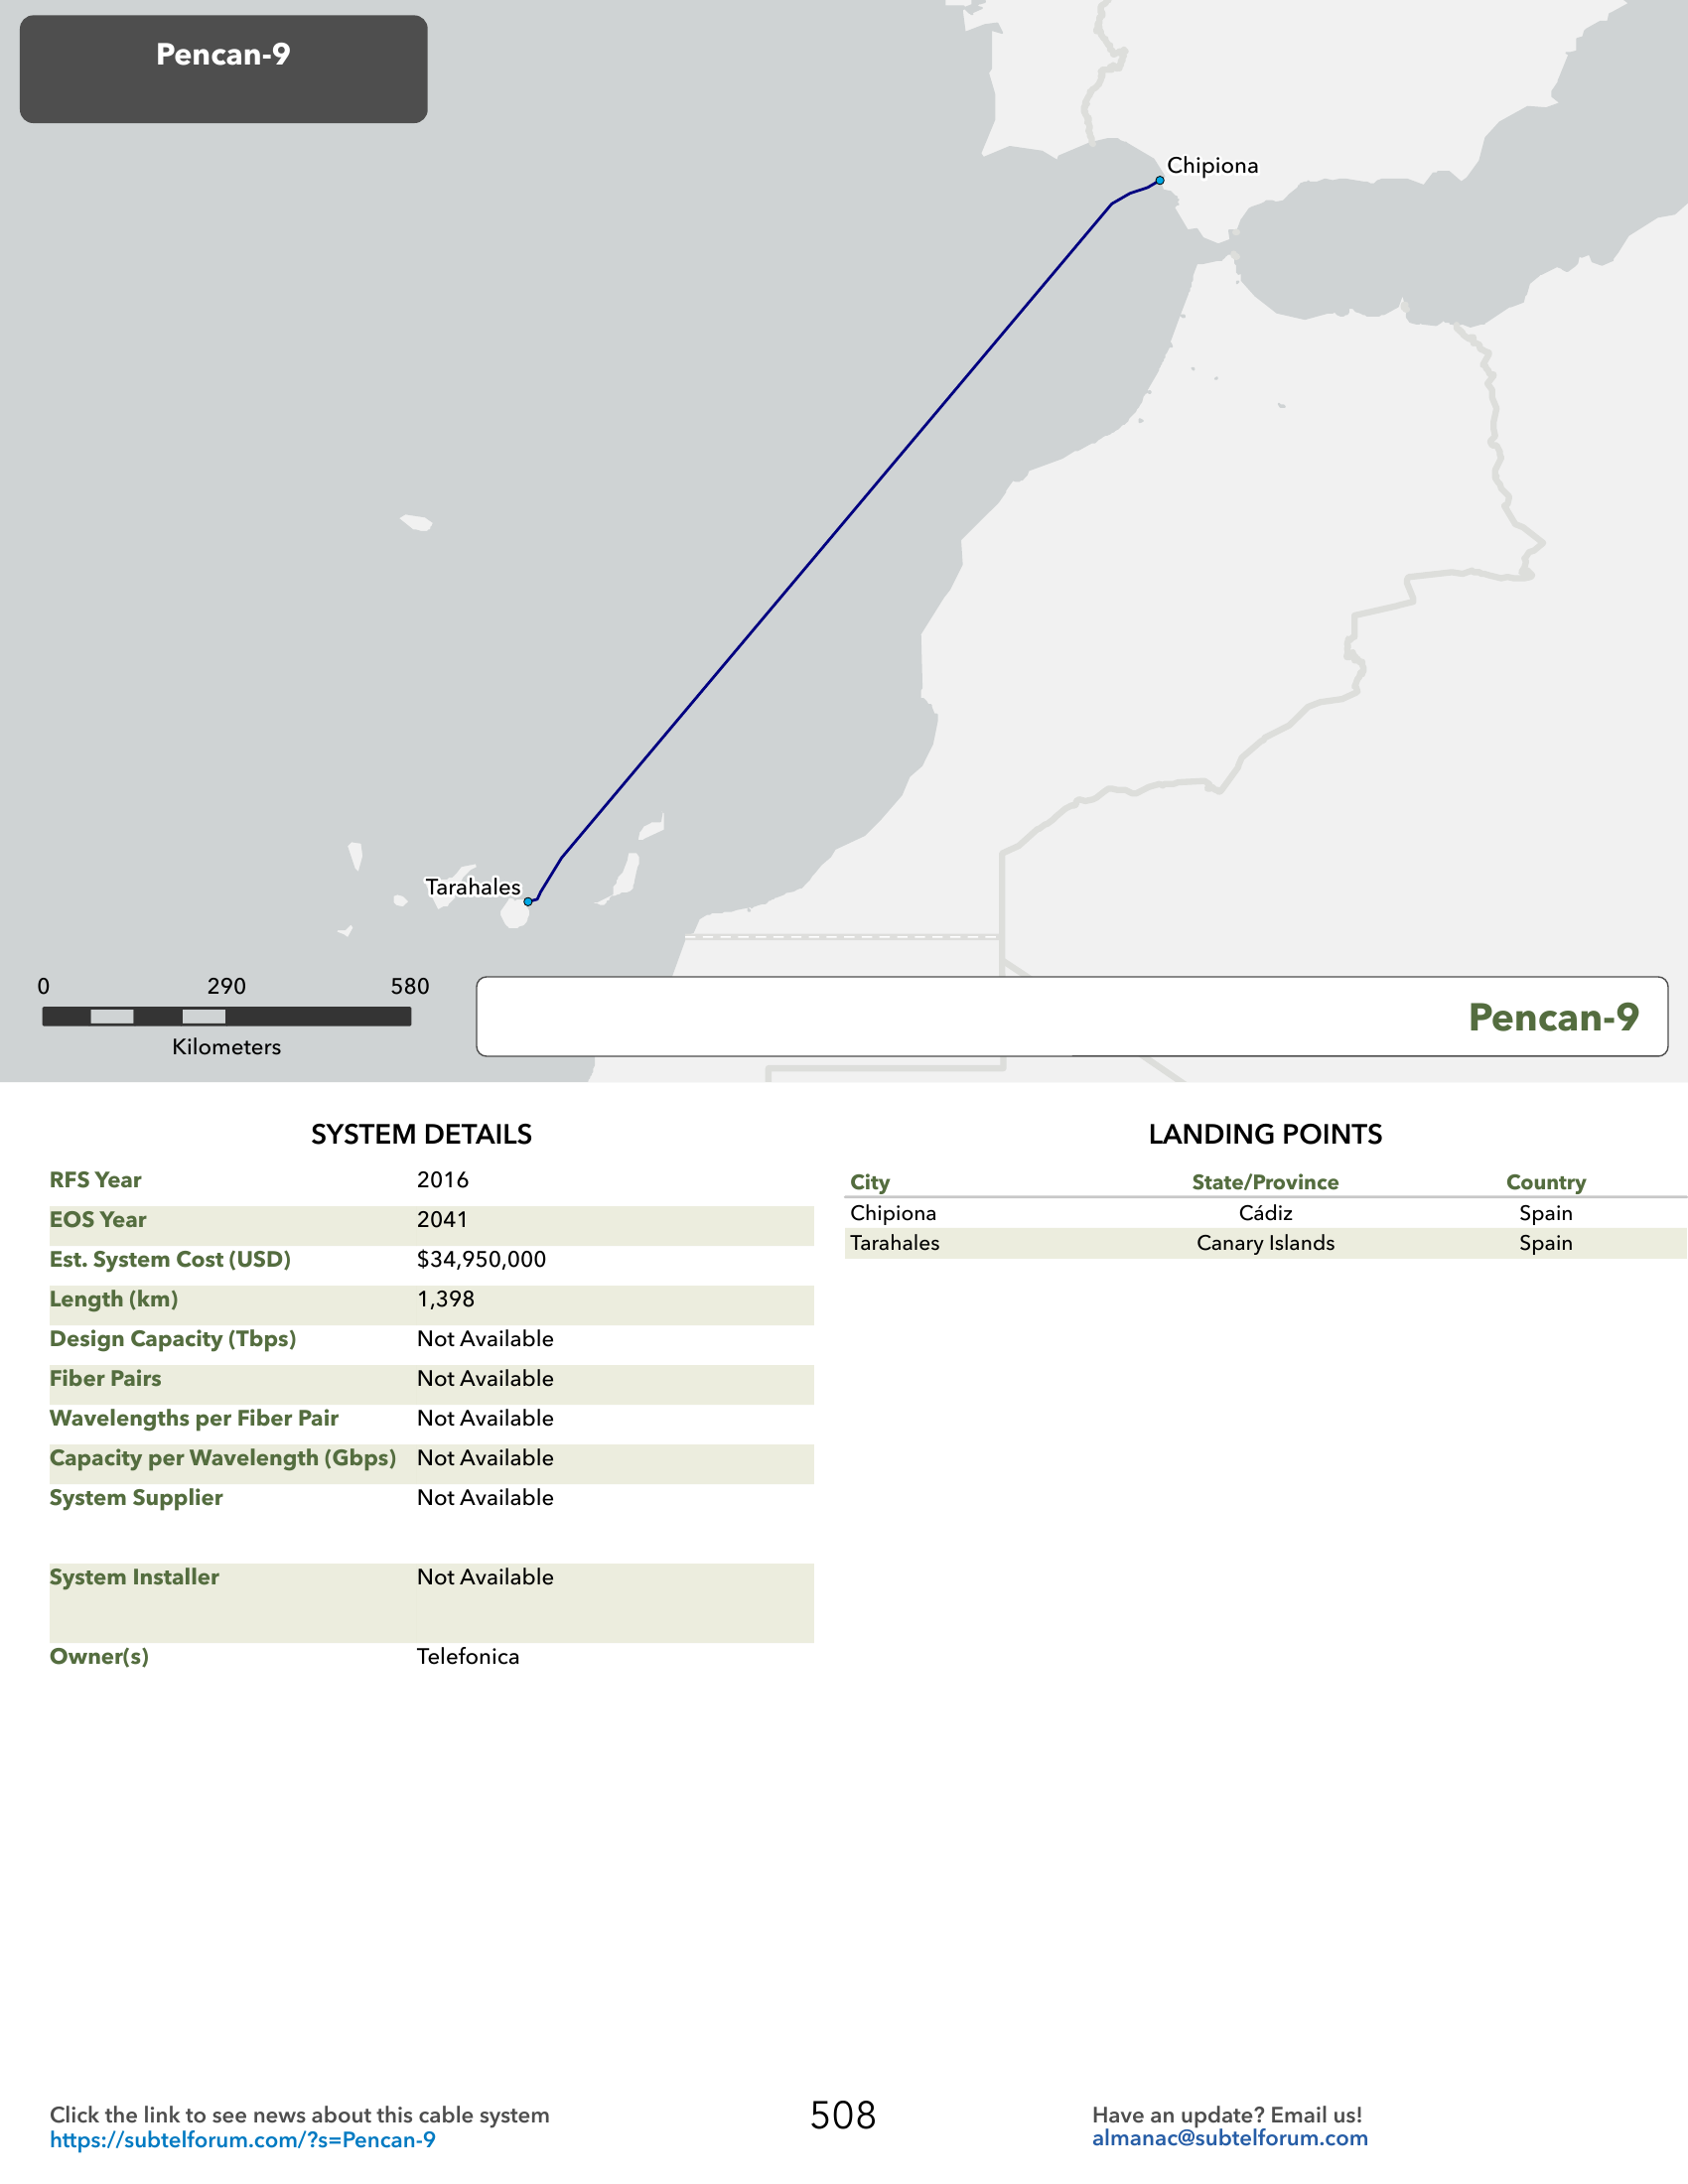 Pencan-9
Chipiona
Tarahales
0 290 580
Kilometers
Pencan-9
SYSTEM DETAILS
RFS Year 2016
EOS Year 2041
Est. System Cost (USD) $34,950,000
Length (km) 1,398
Design Capacity (Tbps) Not Available
Fiber Pairs Not Available
Wavelengths per Fiber Pair Not Available
Capacity per Wavelength (Gbps) Not Available
System Supplier Not Available
System Installer Not Available
Owner(s) Telefonica
LANDING POINTS
City State/Province Country
Chipiona Cádiz Spain
Tarahales Canary Islands Spain
Click the link to see news about this cable system
https://subtelforum.com/?s=Pencan-9
508
Have an update? Email us!
almanac@subtelforum.com